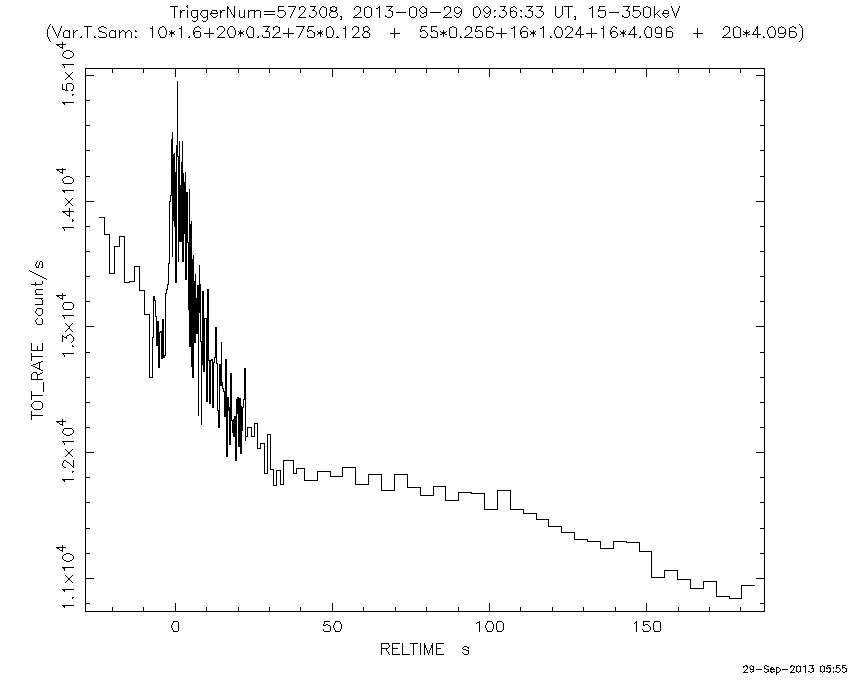 TriggerNum=572308, 2013-09-29 09:36:33 UT, 15-350keV
(Var.T.Sam: 10*1.6+20*0.32+75*0.128 + 55*0.256+16*1.024+16*4.096 + 20*4.096)
1.5×10⁴
1.4×10⁴
1.3×10⁴
1.2×10⁴
1.1×10⁴
TOT_RATE count/s
0 50 100 150
RELTIME s
29-Sep-2013 05:55